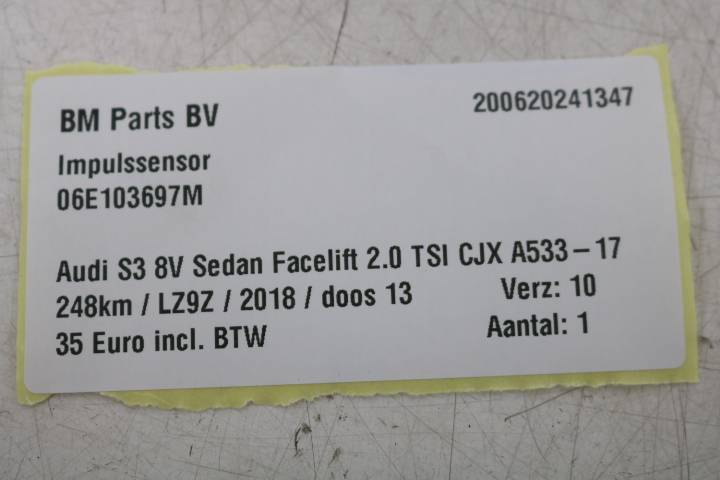 BM Parts BV 200620241347
Impulssensor
06E103697M
Audi S3 8V Sedan Facelift 2.0 TSI CJX A533-17
248km / LZ9Z / 2018 / doos 13 Verz: 10
35 Euro incl. BTW Aantal: 1